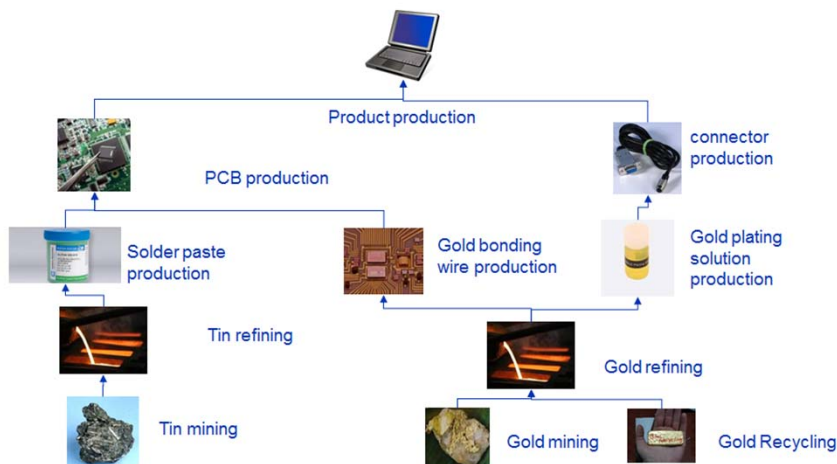 Product production
connector
production
PCB production
Solder paste
production
Gold bonding
wire production
Gold plating
solution
production
Tin refining
Gold refining
Tin mining
Gold mining
Gold Recycling